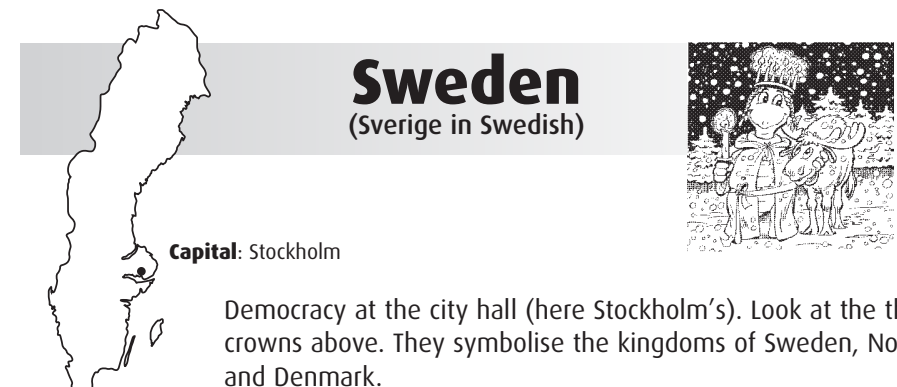 Sweden
(Sverige in Swedish)
Capital: Stockholm
Democracy at the city hall (here Stockholm's). Look at the
crowns above. They symbolise the kingdoms of Sweden,
and Denmark.